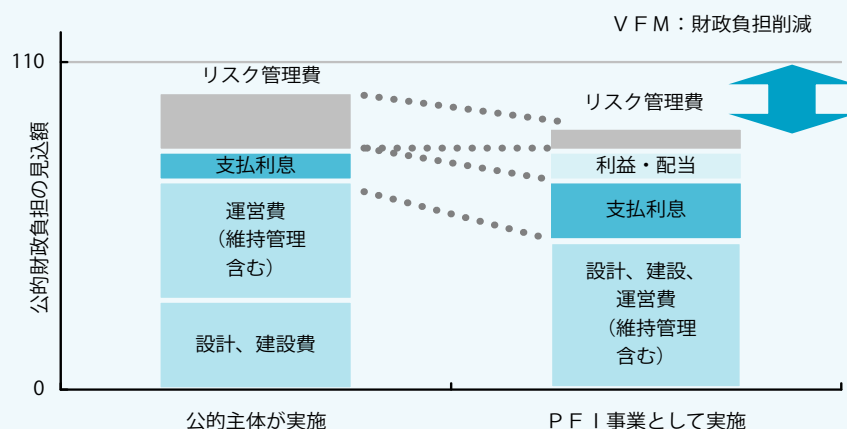 ＶＦＭ：財政負担削減
110
公的財政負担の見込額
0
リスク管理費
支払利息
運営費
（維持管理
含む）
設計、建設費
公的主体が実施
リスク管理費
利益・配当
支払利息
設計、建設、
運営費
（維持管理
含む）
ＰＦＩ事業として実施